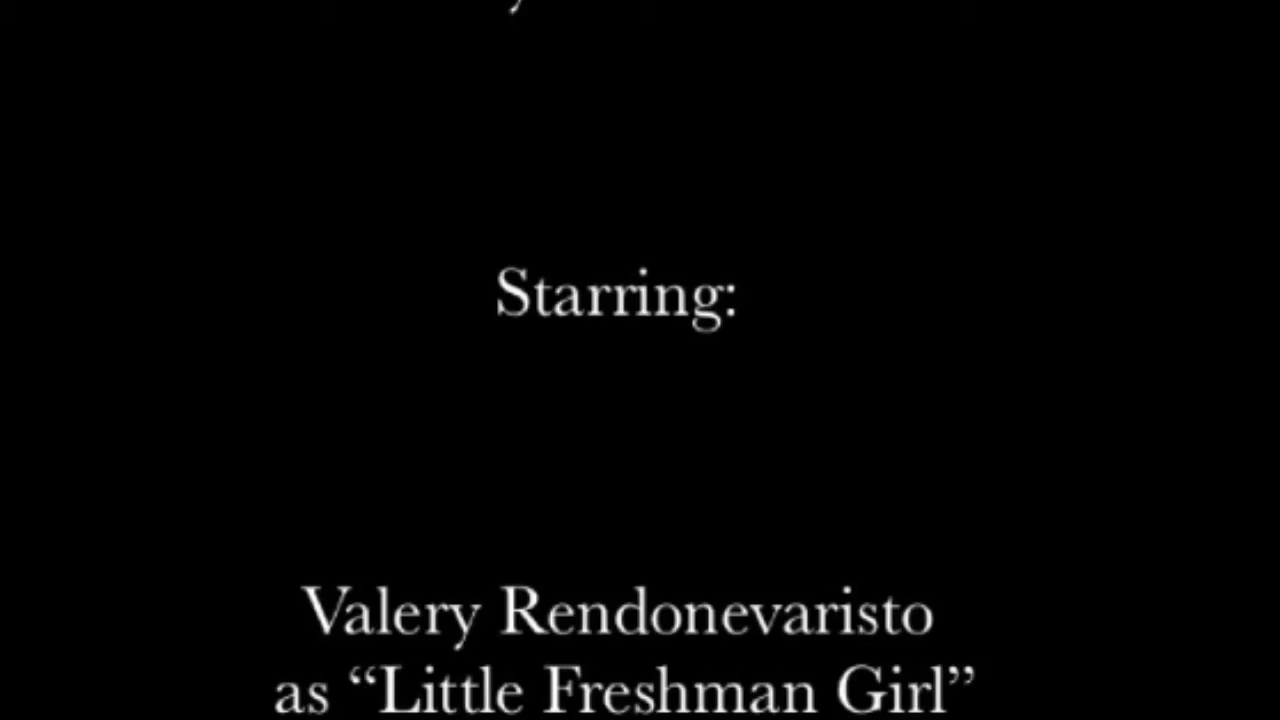 Starring:
Valery Rendonevaristo
as “Little Freshman Girl”